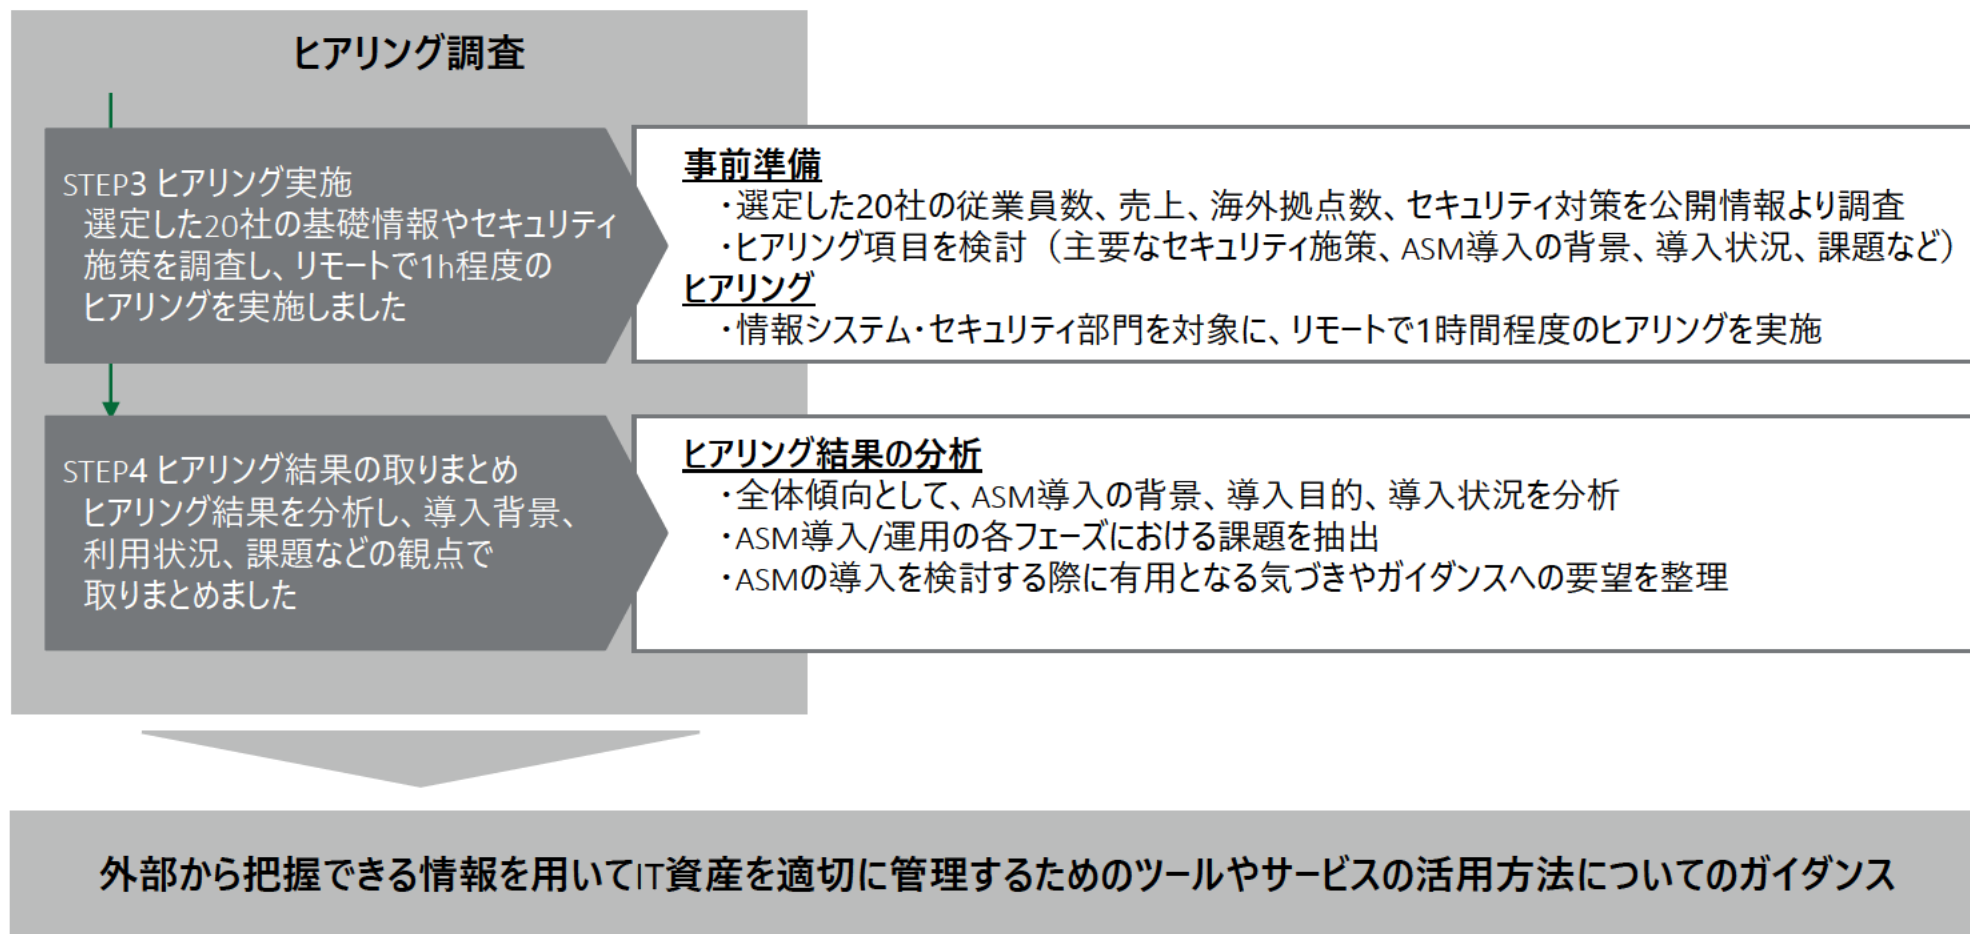 ヒアリング調査
STEP3 ヒアリング実施
選定した20社の基礎情報やセキュリティ
施策を調査し、リモートで1h程度の
ヒアリングを実施しました
事前準備
・選定した20社の従業員数、売上、海外拠点数、セキュリティ対策を公開情報より調査
・ヒアリング項目を検討（主要なセキュリティ施策、ASM導入の背景、導入状況、課題など）
ヒアリング
・情報システム・セキュリティ部門を対象に、リモートで1時間程度のヒアリングを実施
STEP4 ヒアリング結果の取りまとめ
ヒアリング結果を分析し、導入背景、
利用状況、課題などの観点で
取りまとめました
ヒアリング結果の分析
・全体傾向として、ASM導入の背景、導入目的、導入状況を分析
・ASM導入/運用の各フェーズにおける課題を抽出
・ASMの導入を検討する際に有用となる気づきやガイダンスへの要望を整理
外部から把握できる情報を用いてIT資産を適切に管理するためのツールやサービスの活用方法についてのガイダンス